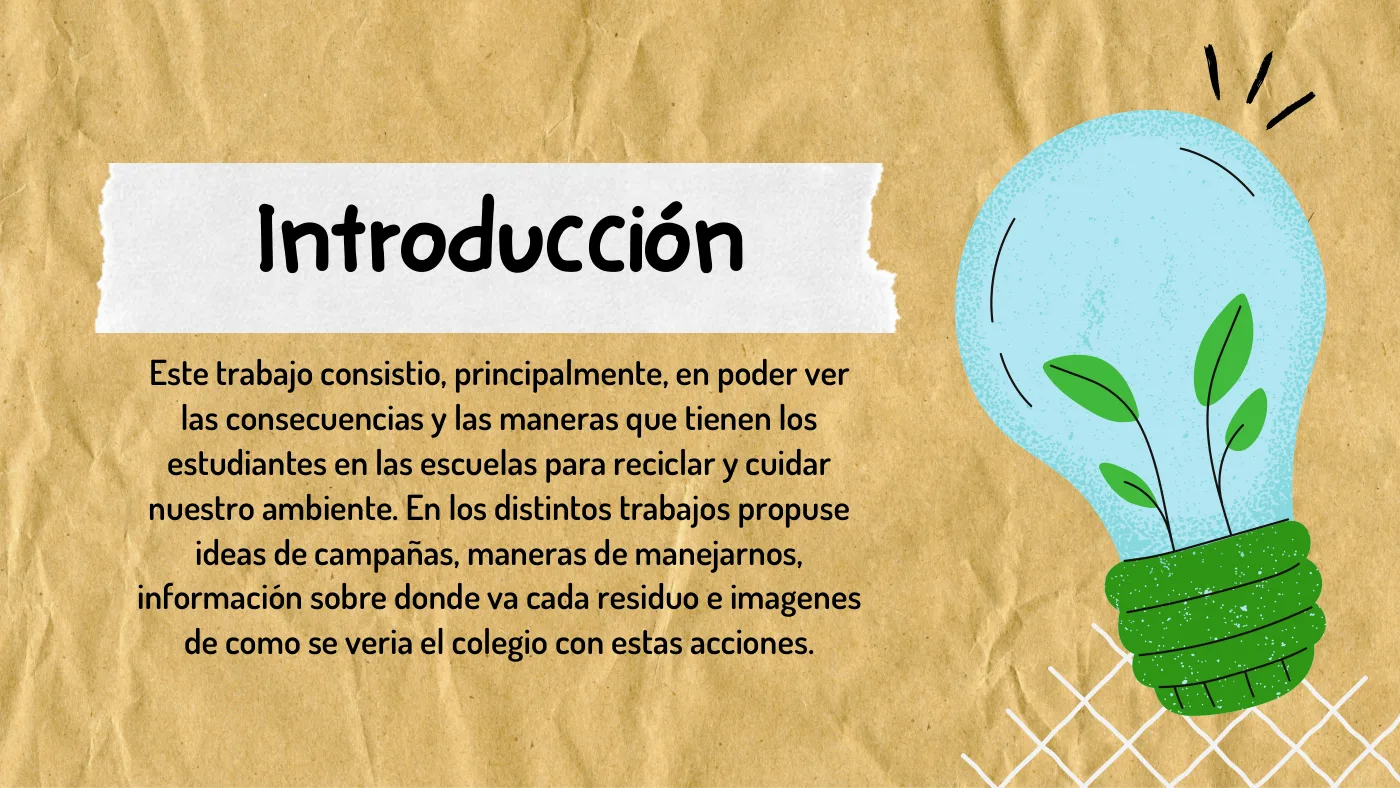 Introducción
Este trabajo consistio, principalmente, en poder ver
las consecuencias y las maneras que tienen los
estudiantes en las escuelas para reciclar y cuidar
nuestro ambiente. En los distintos trabajos propuse
ideas de campañas, maneras de manejarnos,
información sobre donde va cada residuo e imagenes
de como se veria el colegio con estas acciones.